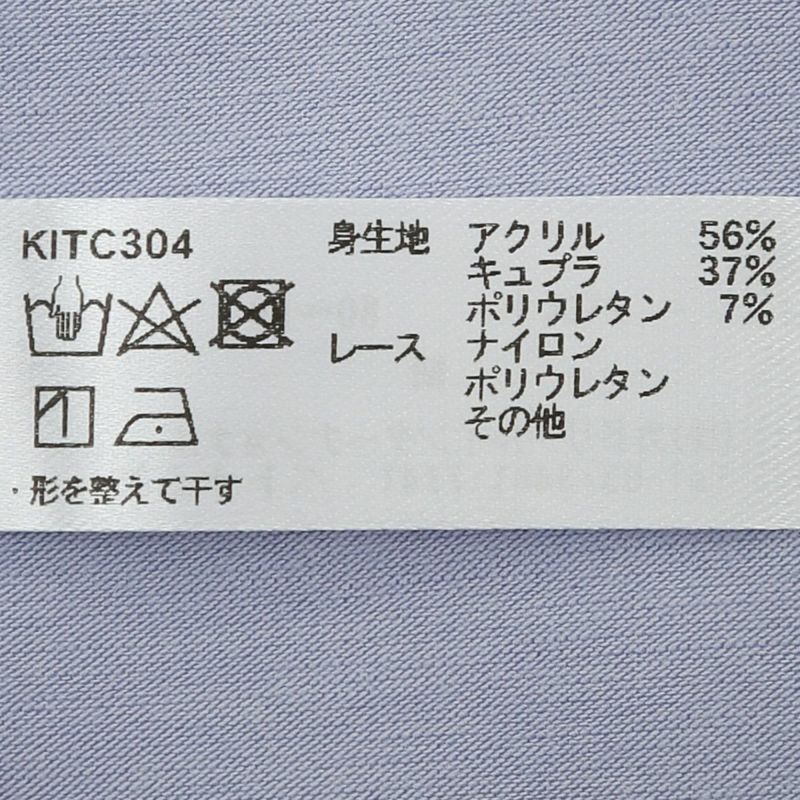 KITC304
・形を整えて干す
身生地 アクリル 56%
キュプラ 37%
ポリウレタン 7%
レース ナイロン
ポリウレタン
その他